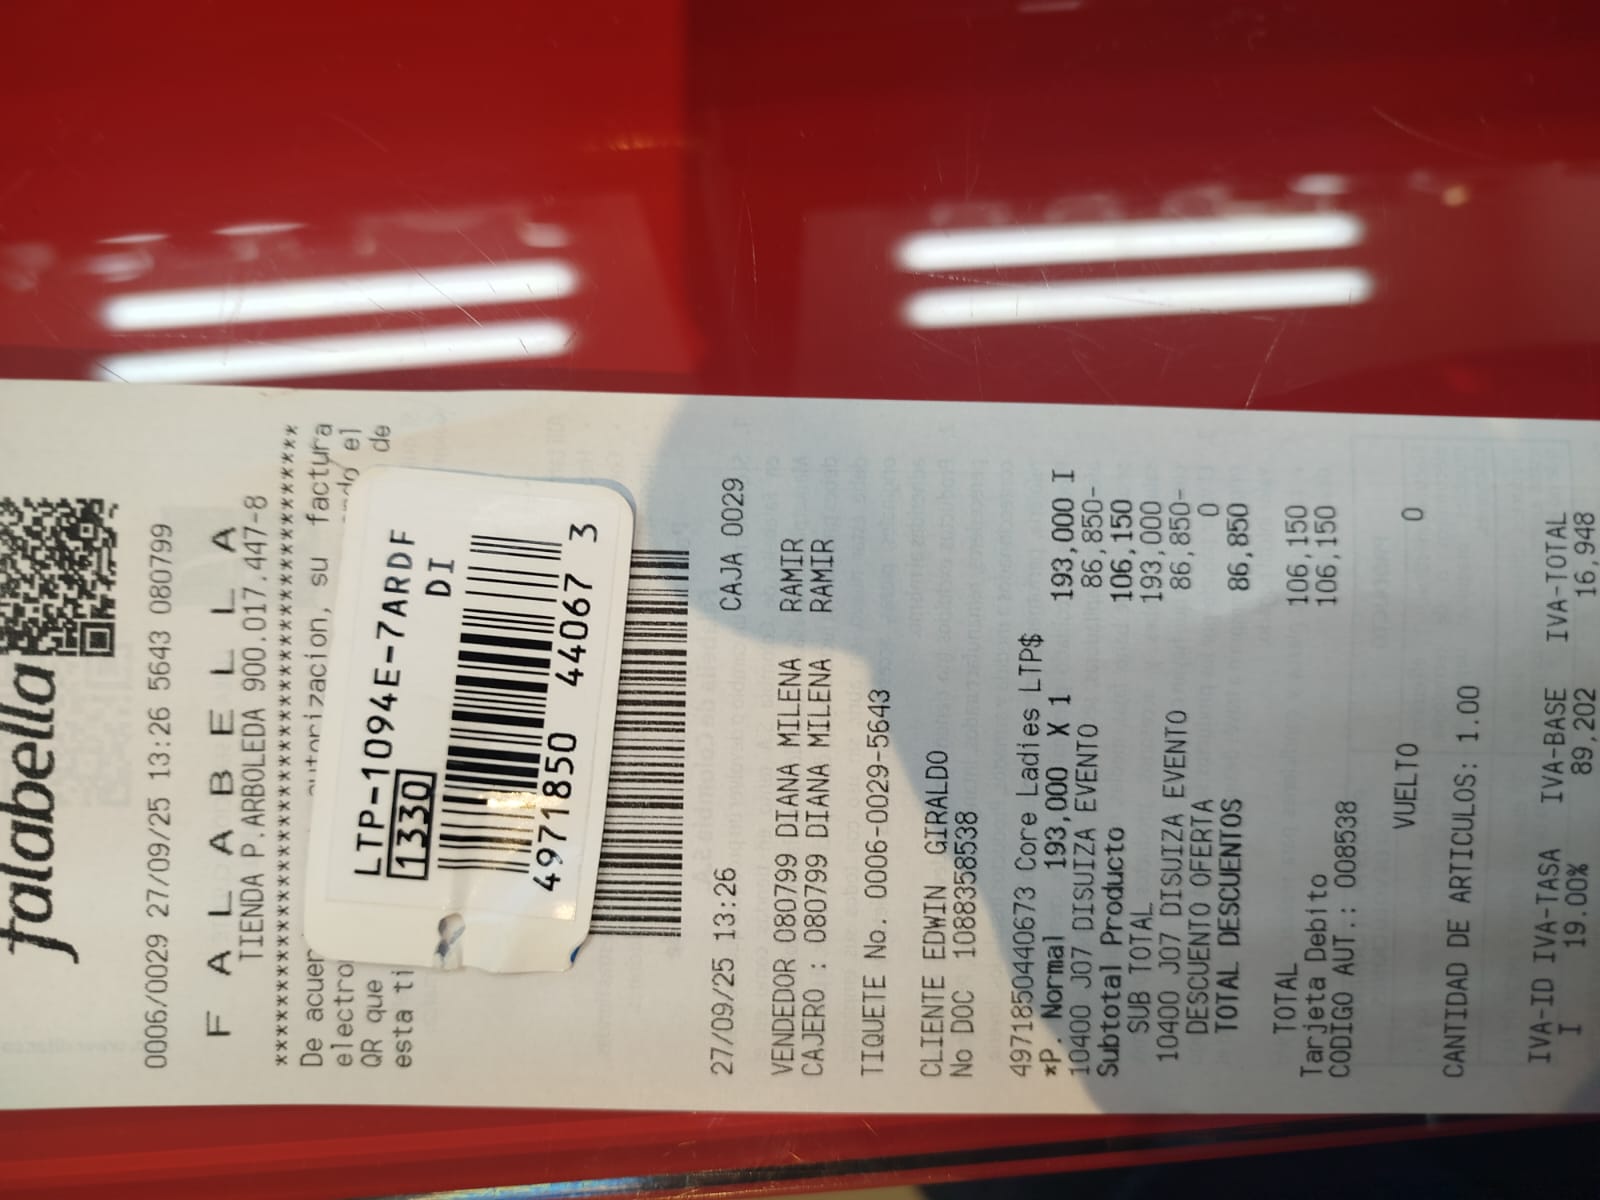 falabella
0006/0029 27/09/25 13:26 5643 080799
F A L A B E L L A
TIENDA P.ARBOLEDA 900.017.447-8
**************************************
De acuer autorizacion, su factura
electro el
QR que de
esta ti
LTP-1094E-7ARDF
1330 DI
4971850 44067 3
27/09/25 13:26 CAJA 0029
VENDEDOR 080799 DIANA MILENA RAMIR
CAJERO : 080799 DIANA MILENA RAMIR
TIQUETE No. 0006-0029-5643
CLIENTE EDWIN GIRALDO
No DOC 1088358538
4971850440673 Core Ladies LTP$
*P. Normal 193,000 X 1 193,000 I
10400 J07 DISUIZA EVENTO 86,850-
Subtotal Producto 106,150
SUB TOTAL 193,000
10400 J07 DISUIZA EVENTO 86,850-
DESCUENTO OFERTA 0
TOTAL DESCUENTOS 86,850
TOTAL 106,150
Tarjeta Debito 106,150
CODIGO AUT.: 0085538
VUELTO 0
CANTIDAD DE ARTICULOS: 1.00
IVA-ID IVA-TASA IVA-BASE IVA-TOTAL
I 19.00% 89,202 16,948